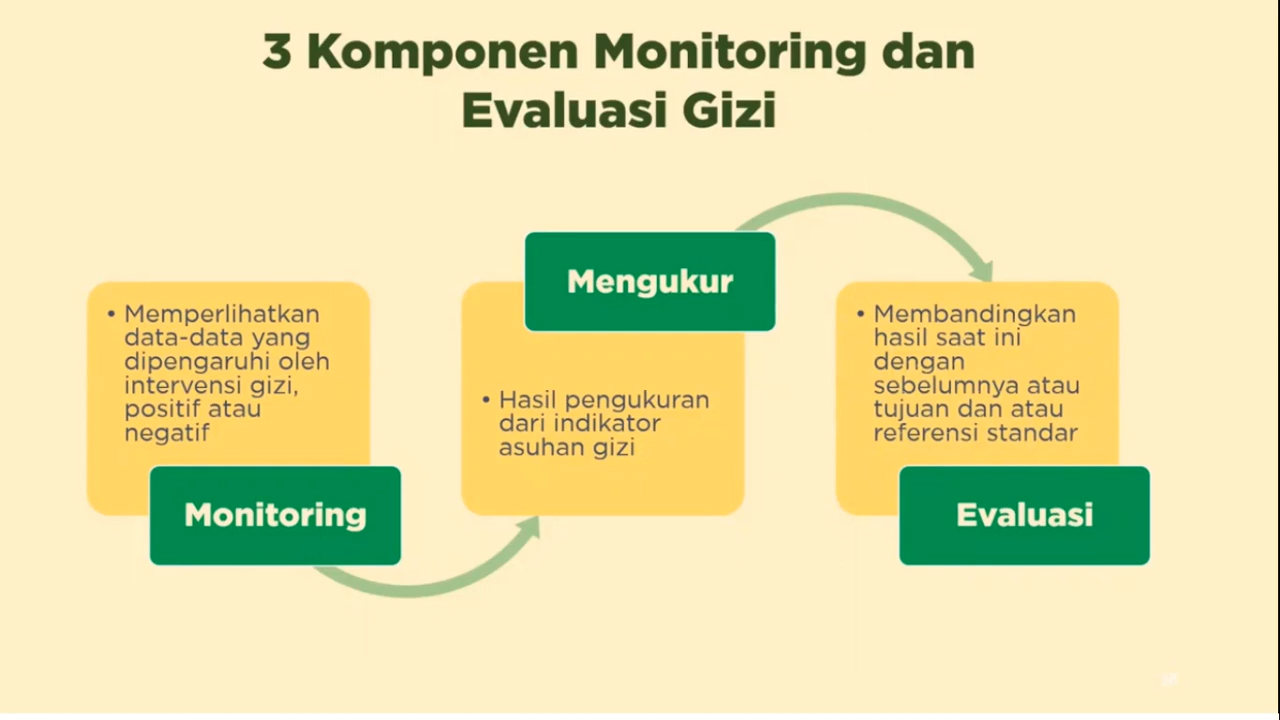 3 Komponen Monitoring dan
Evaluasi Gizi
• Memperlihatkan
data-data yang
dipengaruhi oleh
intervensi gizi,
positif atau
negatif
Monitoring
Mengukur
• Hasil pengukuran
dari indikator
asuhan gizi
• Membandingkan
hasil saat ini
dengan
sebelumnya atau
tujuan dan atau
referensi standar
Evaluasi